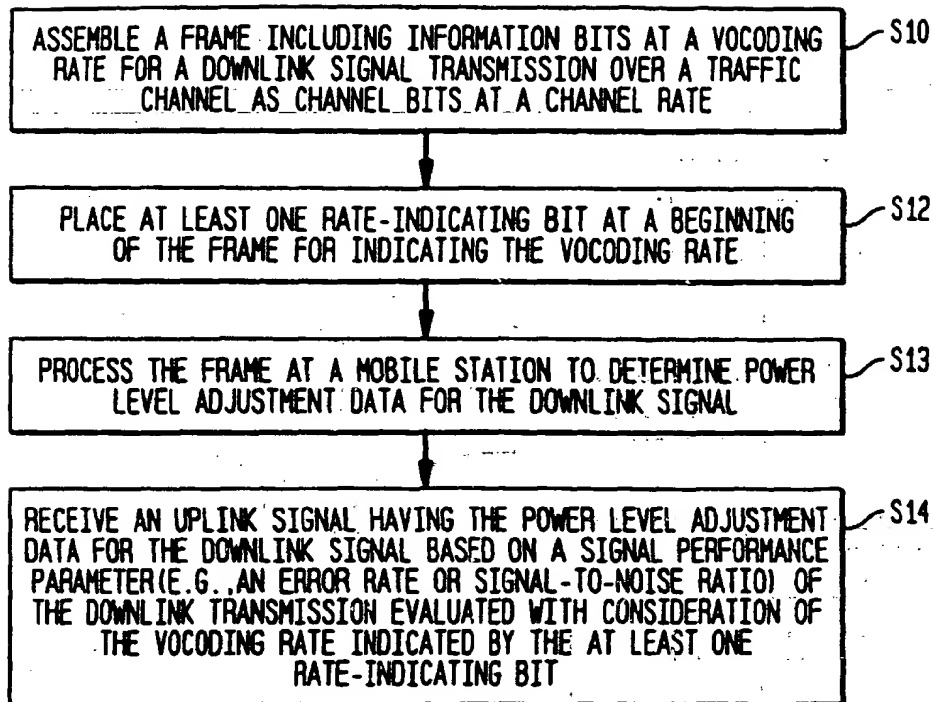 ASSEMBLE A FRAME INCLUDING INFORMATION BITS AT A VOCODING
RATE FOR A DOWNLINK SIGNAL TRANSMISSION OVER A TRAFFIC
CHANNEL AS CHANNEL BITS AT A CHANNEL RATE
S10
PLACE AT LEAST ONE RATE-INDICATING BIT AT A BEGINNING
OF THE FRAME FOR INDICATING THE VOCODING RATE
S12
PROCESS THE FRAME AT A MOBILE STATION TO DETERMINE POWER
LEVEL ADJUSTMENT DATA FOR THE DOWNLINK SIGNAL
S13
RECEIVE AN UPLINK SIGNAL HAVING THE POWER LEVEL ADJUSTMENT
DATA FOR THE DOWNLINK SIGNAL BASED ON A SIGNAL PERFORMANCE
PARAMETER(E.G.,AN ERROR RATE OR SIGNAL-TO-NOISE RATIO) OF
THE DOWNLINK TRANSMISSION EVALUATED WITH CONSIDERATION OF
THE VOCODING RATE INDICATED BY THE AT LEAST ONE
RATE-INDICATING BIT
S14